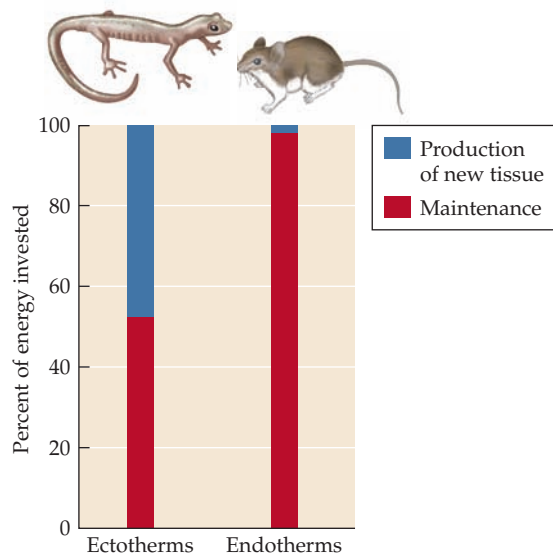 Percent of energy invested
100
80
60
40
20
0
Ectotherms
Endotherms
Production
of new tissue
Maintenance